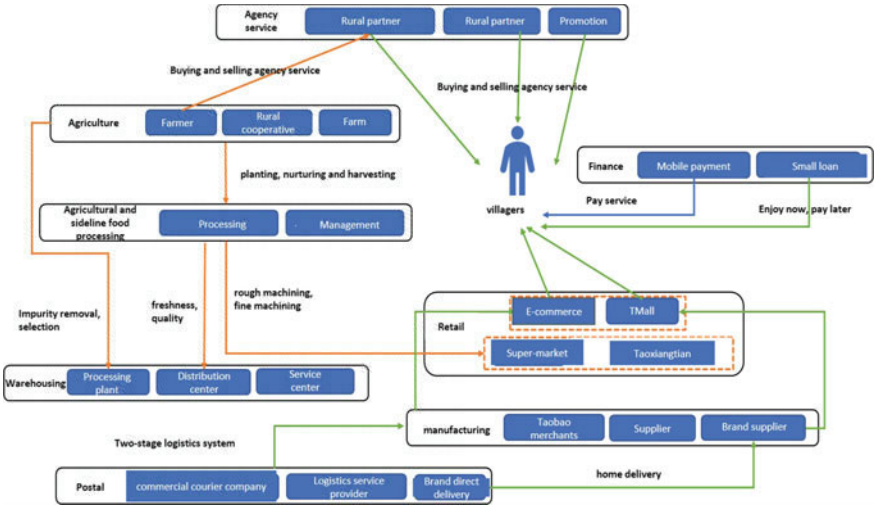 Agency
service
Rural partner
Rural partner
Promotion
Buying and selling agency service
Buying and selling agency service
Agriculture
Farmer
Rural
cooperative
Farm
planting, nurturing and harvesting
Finance
Mobile payment
Small loan
villagers
Pay service
Enjoy now, pay later
Agricultural and
sideline food
processing
Processing
Management
Impurity removal,
selection
freshness,
quality
rough machining,
fine machining
Retail
E-commerce
TMall
Super-market
Taoxiangtian
Warehousing
Processing
plant
Distribution
center
Service
center
manufacturing
Taobao
merchants
Supplier
Brand supplier
Two-stage logistics system
home delivery
Postal
commercial courier company
Logistics service
provider
Brand direct
delivery